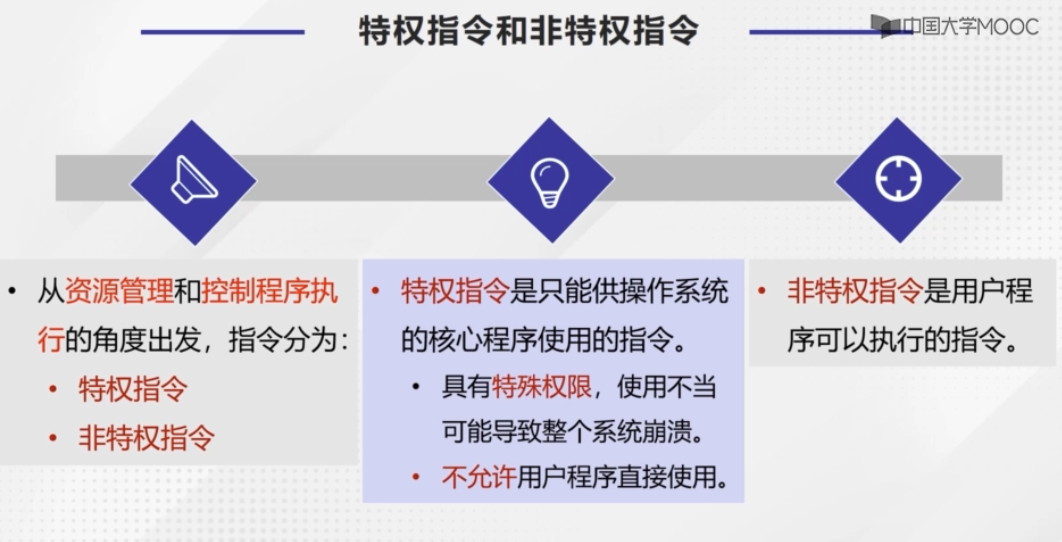 特权指令和非特权指令
中国大学MOOC
• 从资源管理和控制程序执
行的角度出发，指令分为：
• 特权指令
• 非特权指令
• 特权指令是只能供操作系统
的核心程序使用的指令。
• 具有特殊权限，使用不当
可能导致整个系统崩溃。
• 不允许用户程序直接使用。
• 非特权指令是用户程
序可以执行的指令。